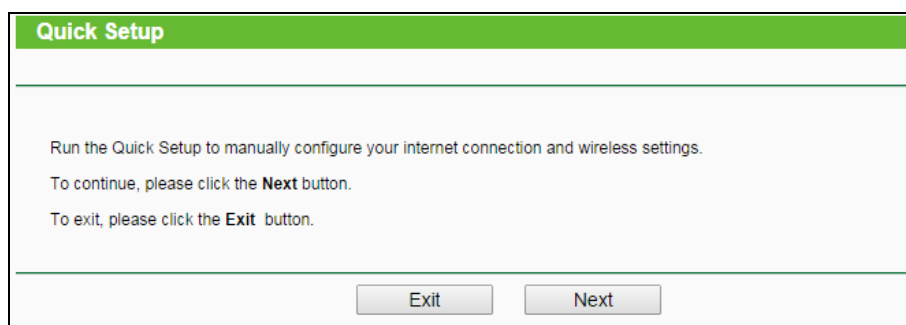 Quick Setup
Run the Quick Setup to manually configure your internet connection and wireless settings.
To continue, please click the Next button.
To exit, please click the Exit button.
Exit Next